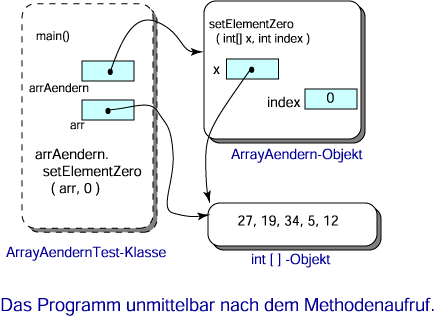 main()
arrAendern
arr
arrAendern.
setElementZero
( arr, 0 )
ArrayAendernTest-Klasse
setElementZero
( int[] x, int index )
x
index
0
ArrayAendern-Objekt
27, 19, 34, 5, 12
int [ ] -Objekt
Das Programm unmittelbar nach dem Methodenaufruf.